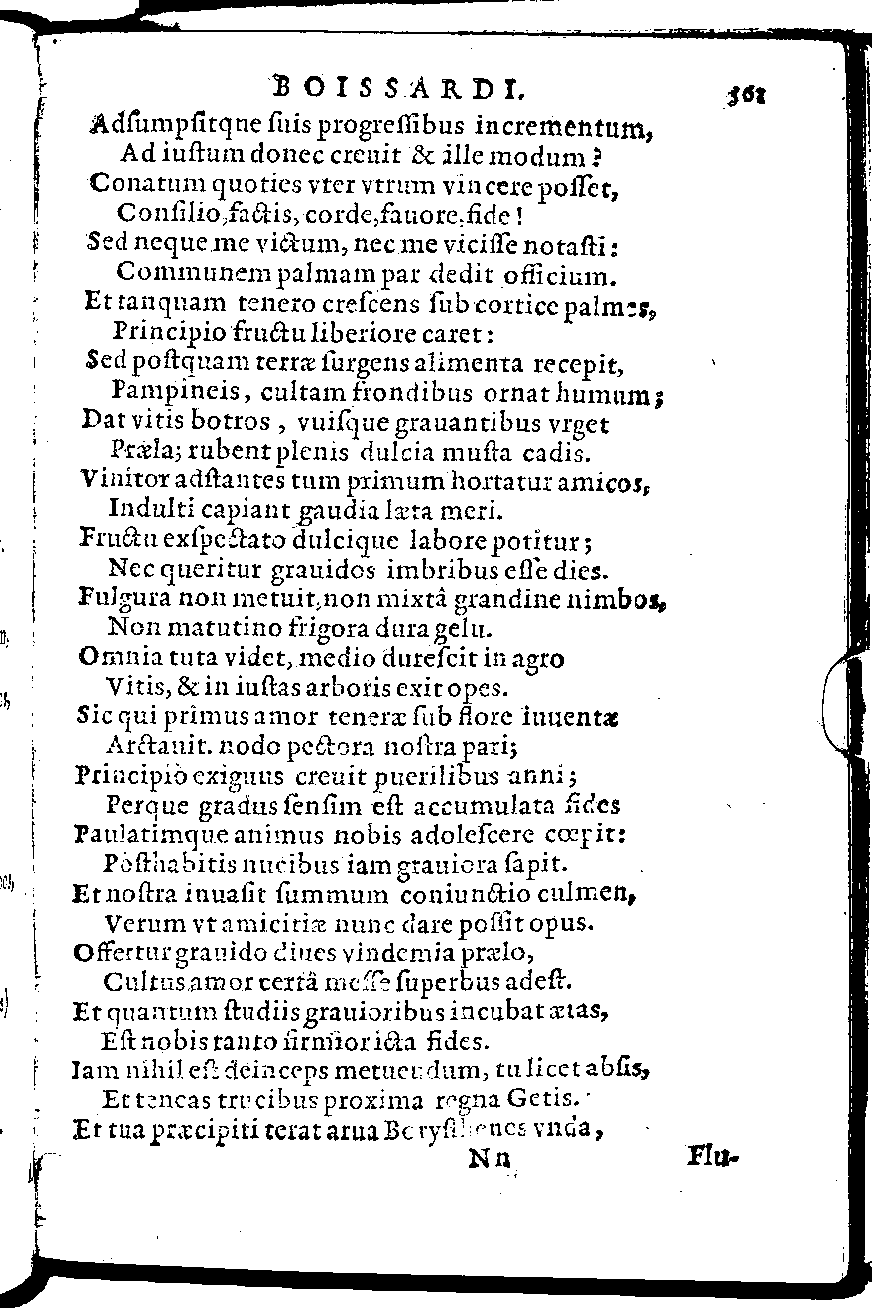 BOISSARDI. 361
Adſumpſitqne ſuis progreſſibus incrementum,
Ad iuſtum donec creuit & ille modum?
Conatum quoties vter vtrum vincere poſſet,
Conſilio, factis, corde, fauore, fide!
Sed neque me victum, nec me viciſſe notaſti:
Communem palmam par dedit officium.
Et tanquam tenero creſcens ſub cortice palmes,
Principio fructu liberiore caret:
Sed poſtquam terræ ſurgens alimenta recepit,
Pampineis, cultam frondibus ornat humum;
Dat vitis botros, vuiſque grauantibus vrget
Præla; rubent plenis dulcia muſta cadis.
Vinitor adſtantes tum primum hortatur amicos,
Indulti capiant gaudia læta meri.
Fructu exſpectato dulcique labore potitur;
Nec queritur grauidos imbribus eſſe dies.
Fulgura non metuit, non mixtâ grandine nimbos,
Non matutino frigora dura gelu.
Omnia tuta videt, medio dureſcit in agro
Vitis, & in iuſtas arboris exit opes.
Sic qui primus amor teneræ ſub flore iuuentæ
Arctauit. nodo pectora noſtra pari;
Principiò exiguus creuit puerilibus anni;
Perque gradus ſenſim eſt accumulata fides
Paulatimque animus nobis adoleſcere cœpit:
Poſthabitis nucibus iam grauiora ſapit.
Et noſtra inuaſit ſummum coniunctio culmen,
Verum vt amicitiæ nunc dare poſſit opus.
Offertur grauido diues vindemia prælo,
Cultus amor certâ meſſe ſuperbus adeſt.
Et quantum ſtudiis grauioribus incubat ætas,
Eſt nobis tanto firmior icta fides.
Iam nihil eſt deinceps metuendum, tu licet abſis,
Et teneas trucibus proxima regna Getis.
Et tua præcipiti terat arua vnda,
Nn Flu-